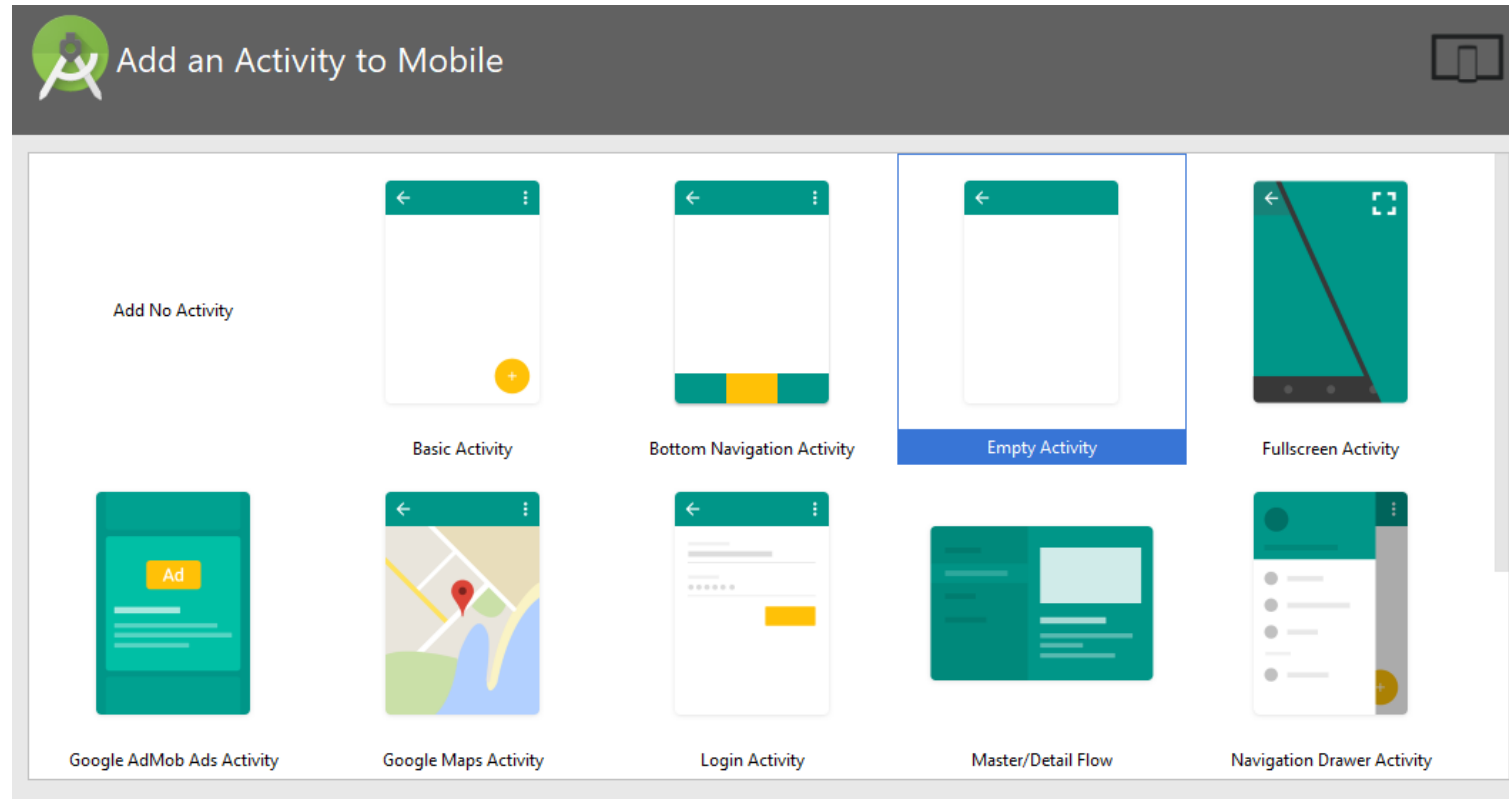 Add an Activity to Mobile
Add No Activity
Basic Activity
Bottom Navigation Activity
Empty Activity
Fullscreen Activity
Ad
Google AdMob Ads Activity
Google Maps Activity
Login Activity
Master/Detail Flow
Navigation Drawer Activity